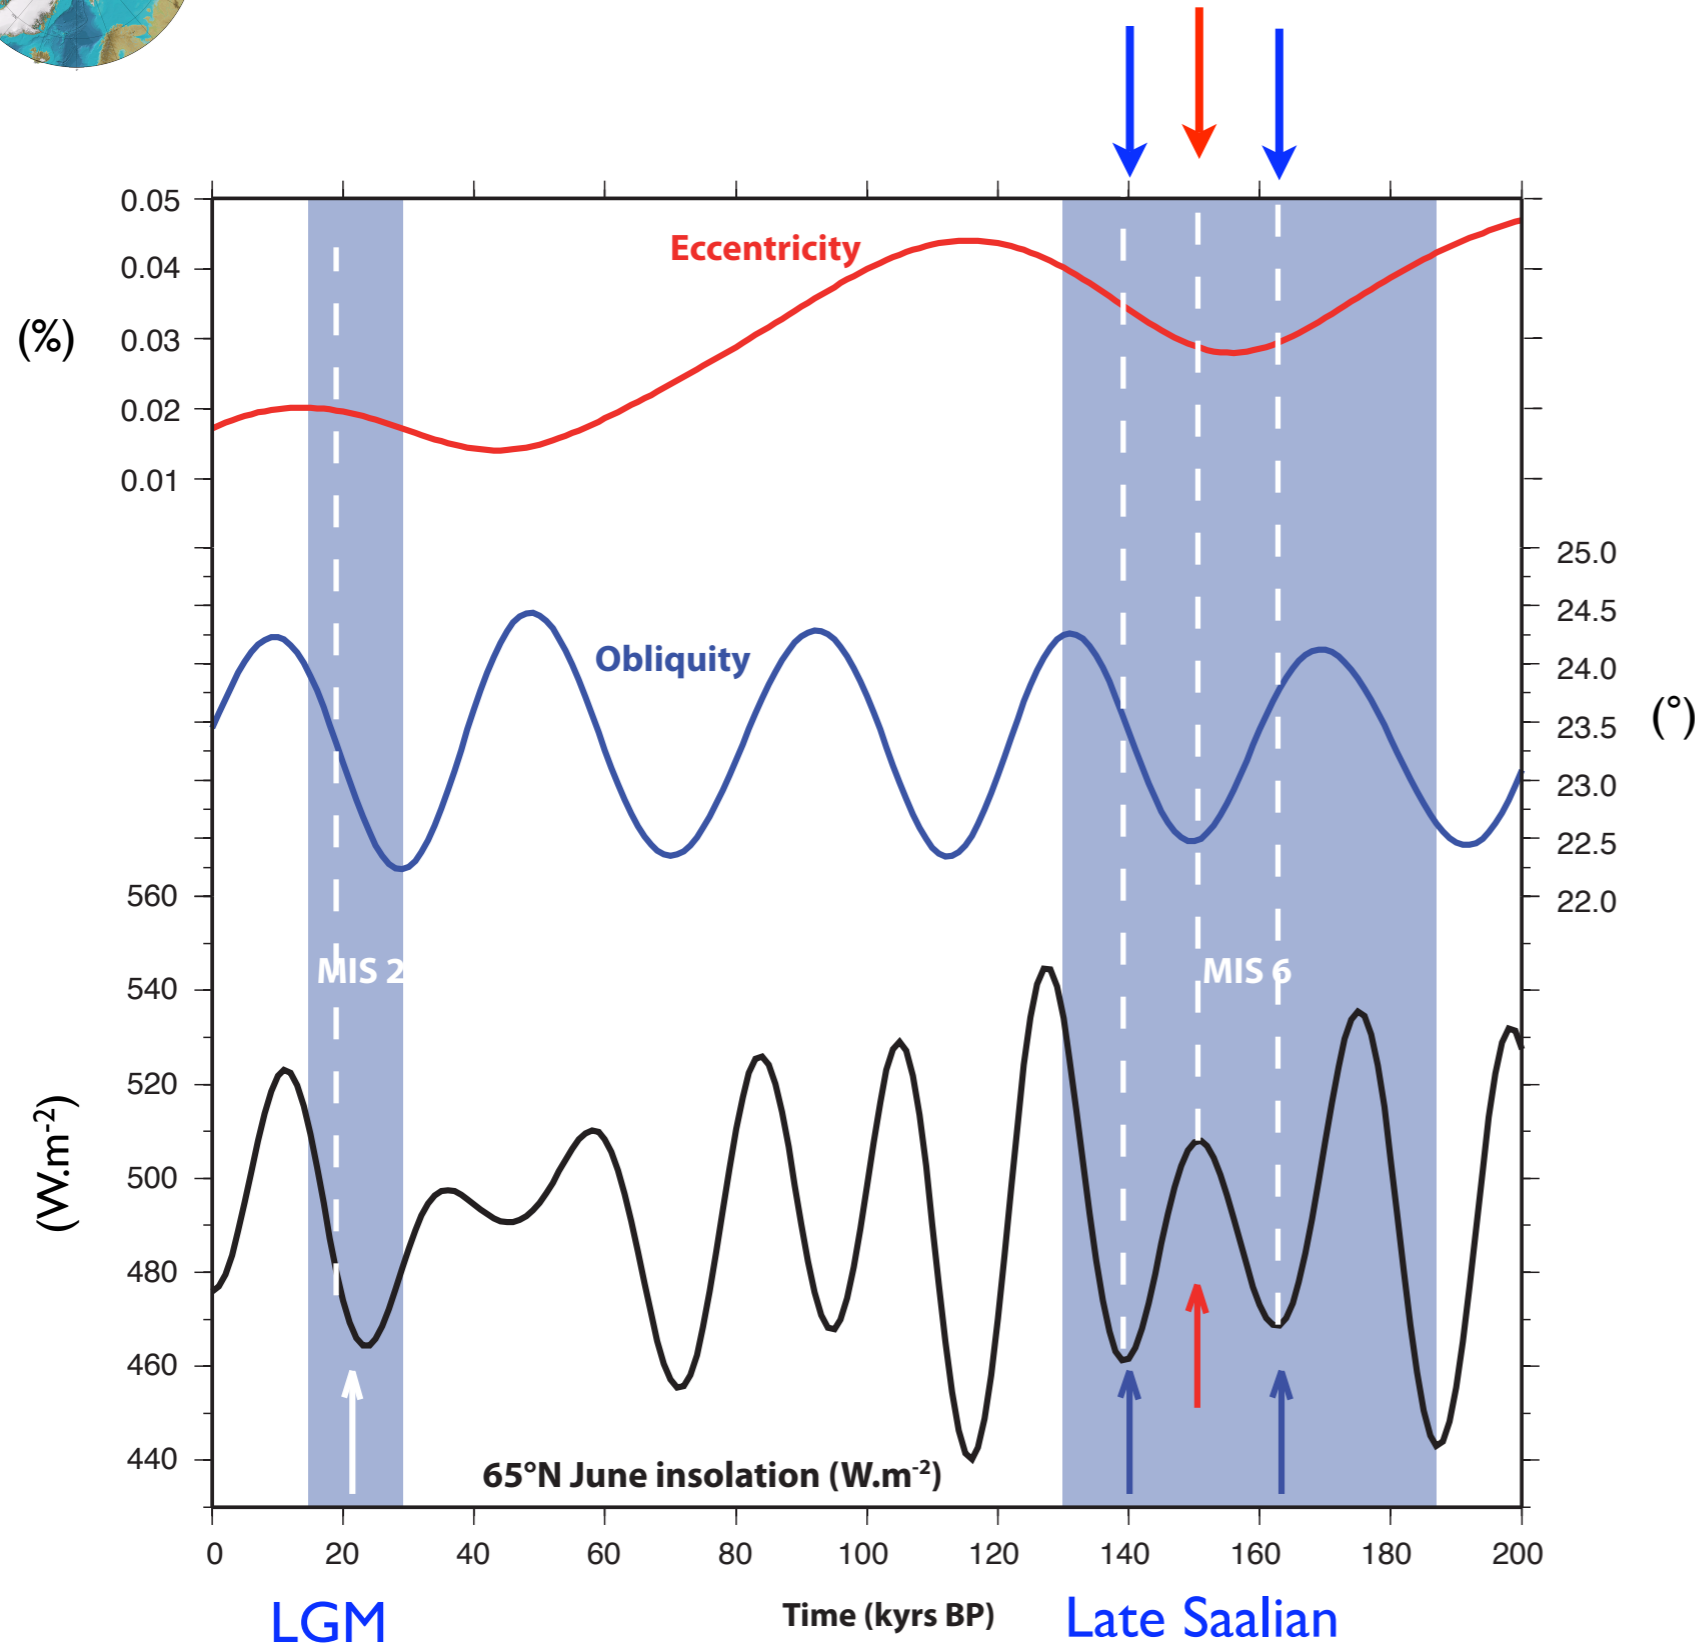 0.05
0.04
0.03
0.02
0.01
(%)
Eccentricity
25.0
24.5
24.0
23.5
23.0
22.5
22.0
(°)
Obliquity
MIS 2
MIS 6
560
540
520
500
480
460
440
(W.m-2)
65°N June insolation (W.m-2)
0 20 40 60 80 100 120 140 160 180 200
LGM
Time (kyrs BP)
Late Saalian